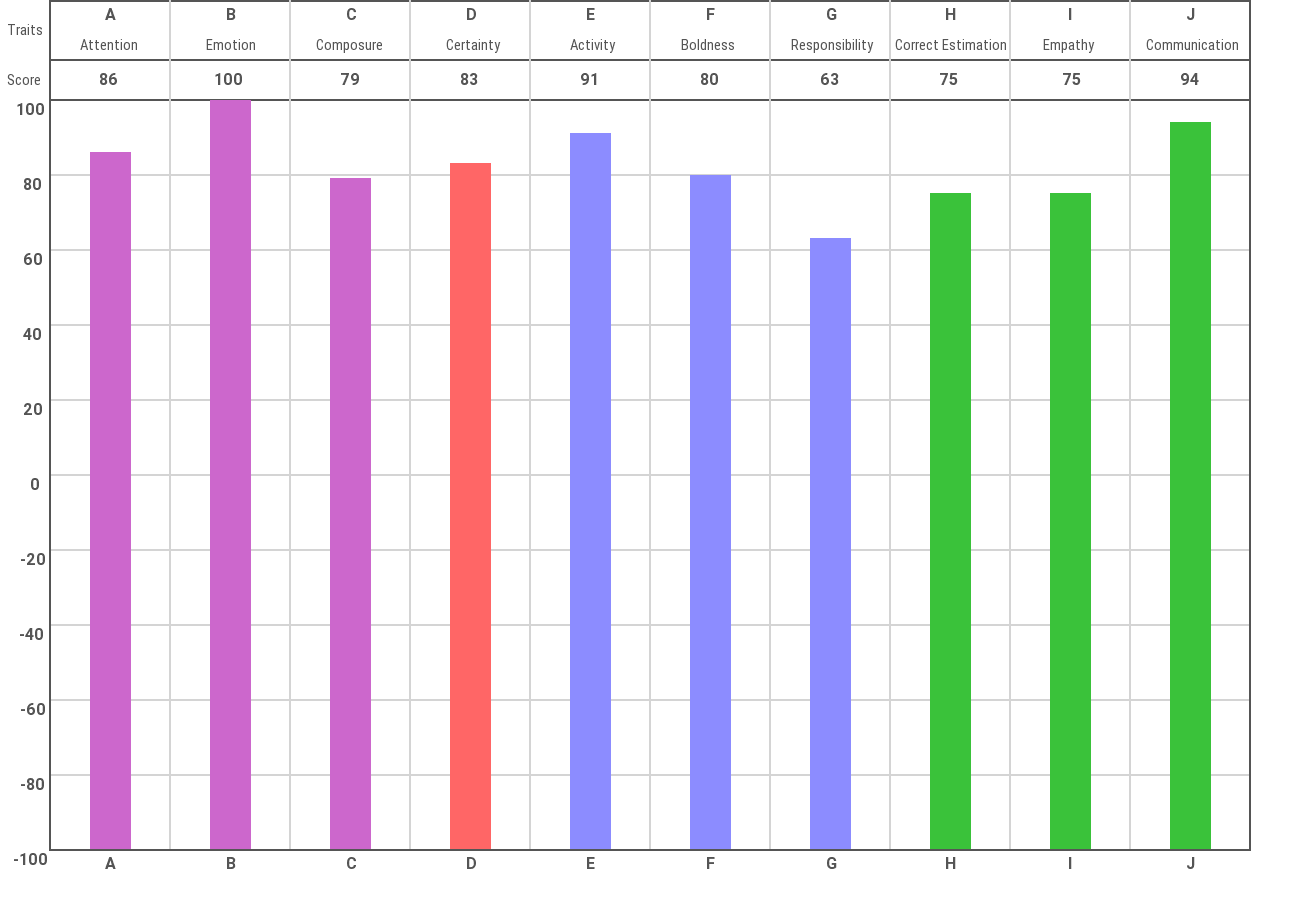 Traits A B C D E F G H I J
Attention Emotion Composure Certainty Activity Boldness Responsibility Correct Estimation Empathy Communication
Score 86 100 79 83 91 80 63 75 75 94
100
80
60
40
20
0
-20
-40
-60
-80
-100
A B C D E F G H I J